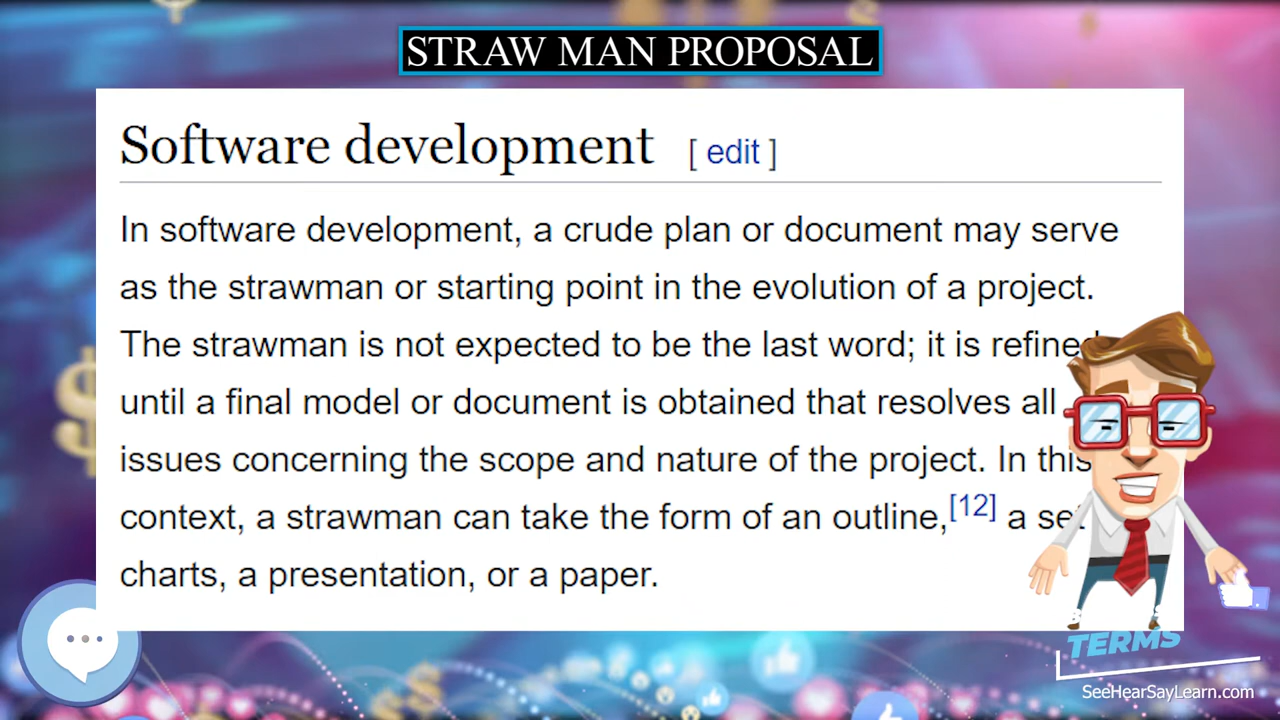 STRAW MAN PROPOSAL
Software development [ edit ]
In software development, a crude plan or document may serve
as the strawman or starting point in the evolution of a project.
The strawman is not expected to be the last word; it is refined
until a final model or document is obtained that resolves all
issues concerning the scope and nature of the project. In this
context, a strawman can take the form of an outline,[12] a set
charts, a presentation, or a paper.
TERMS
SeeHearSayLearn.com